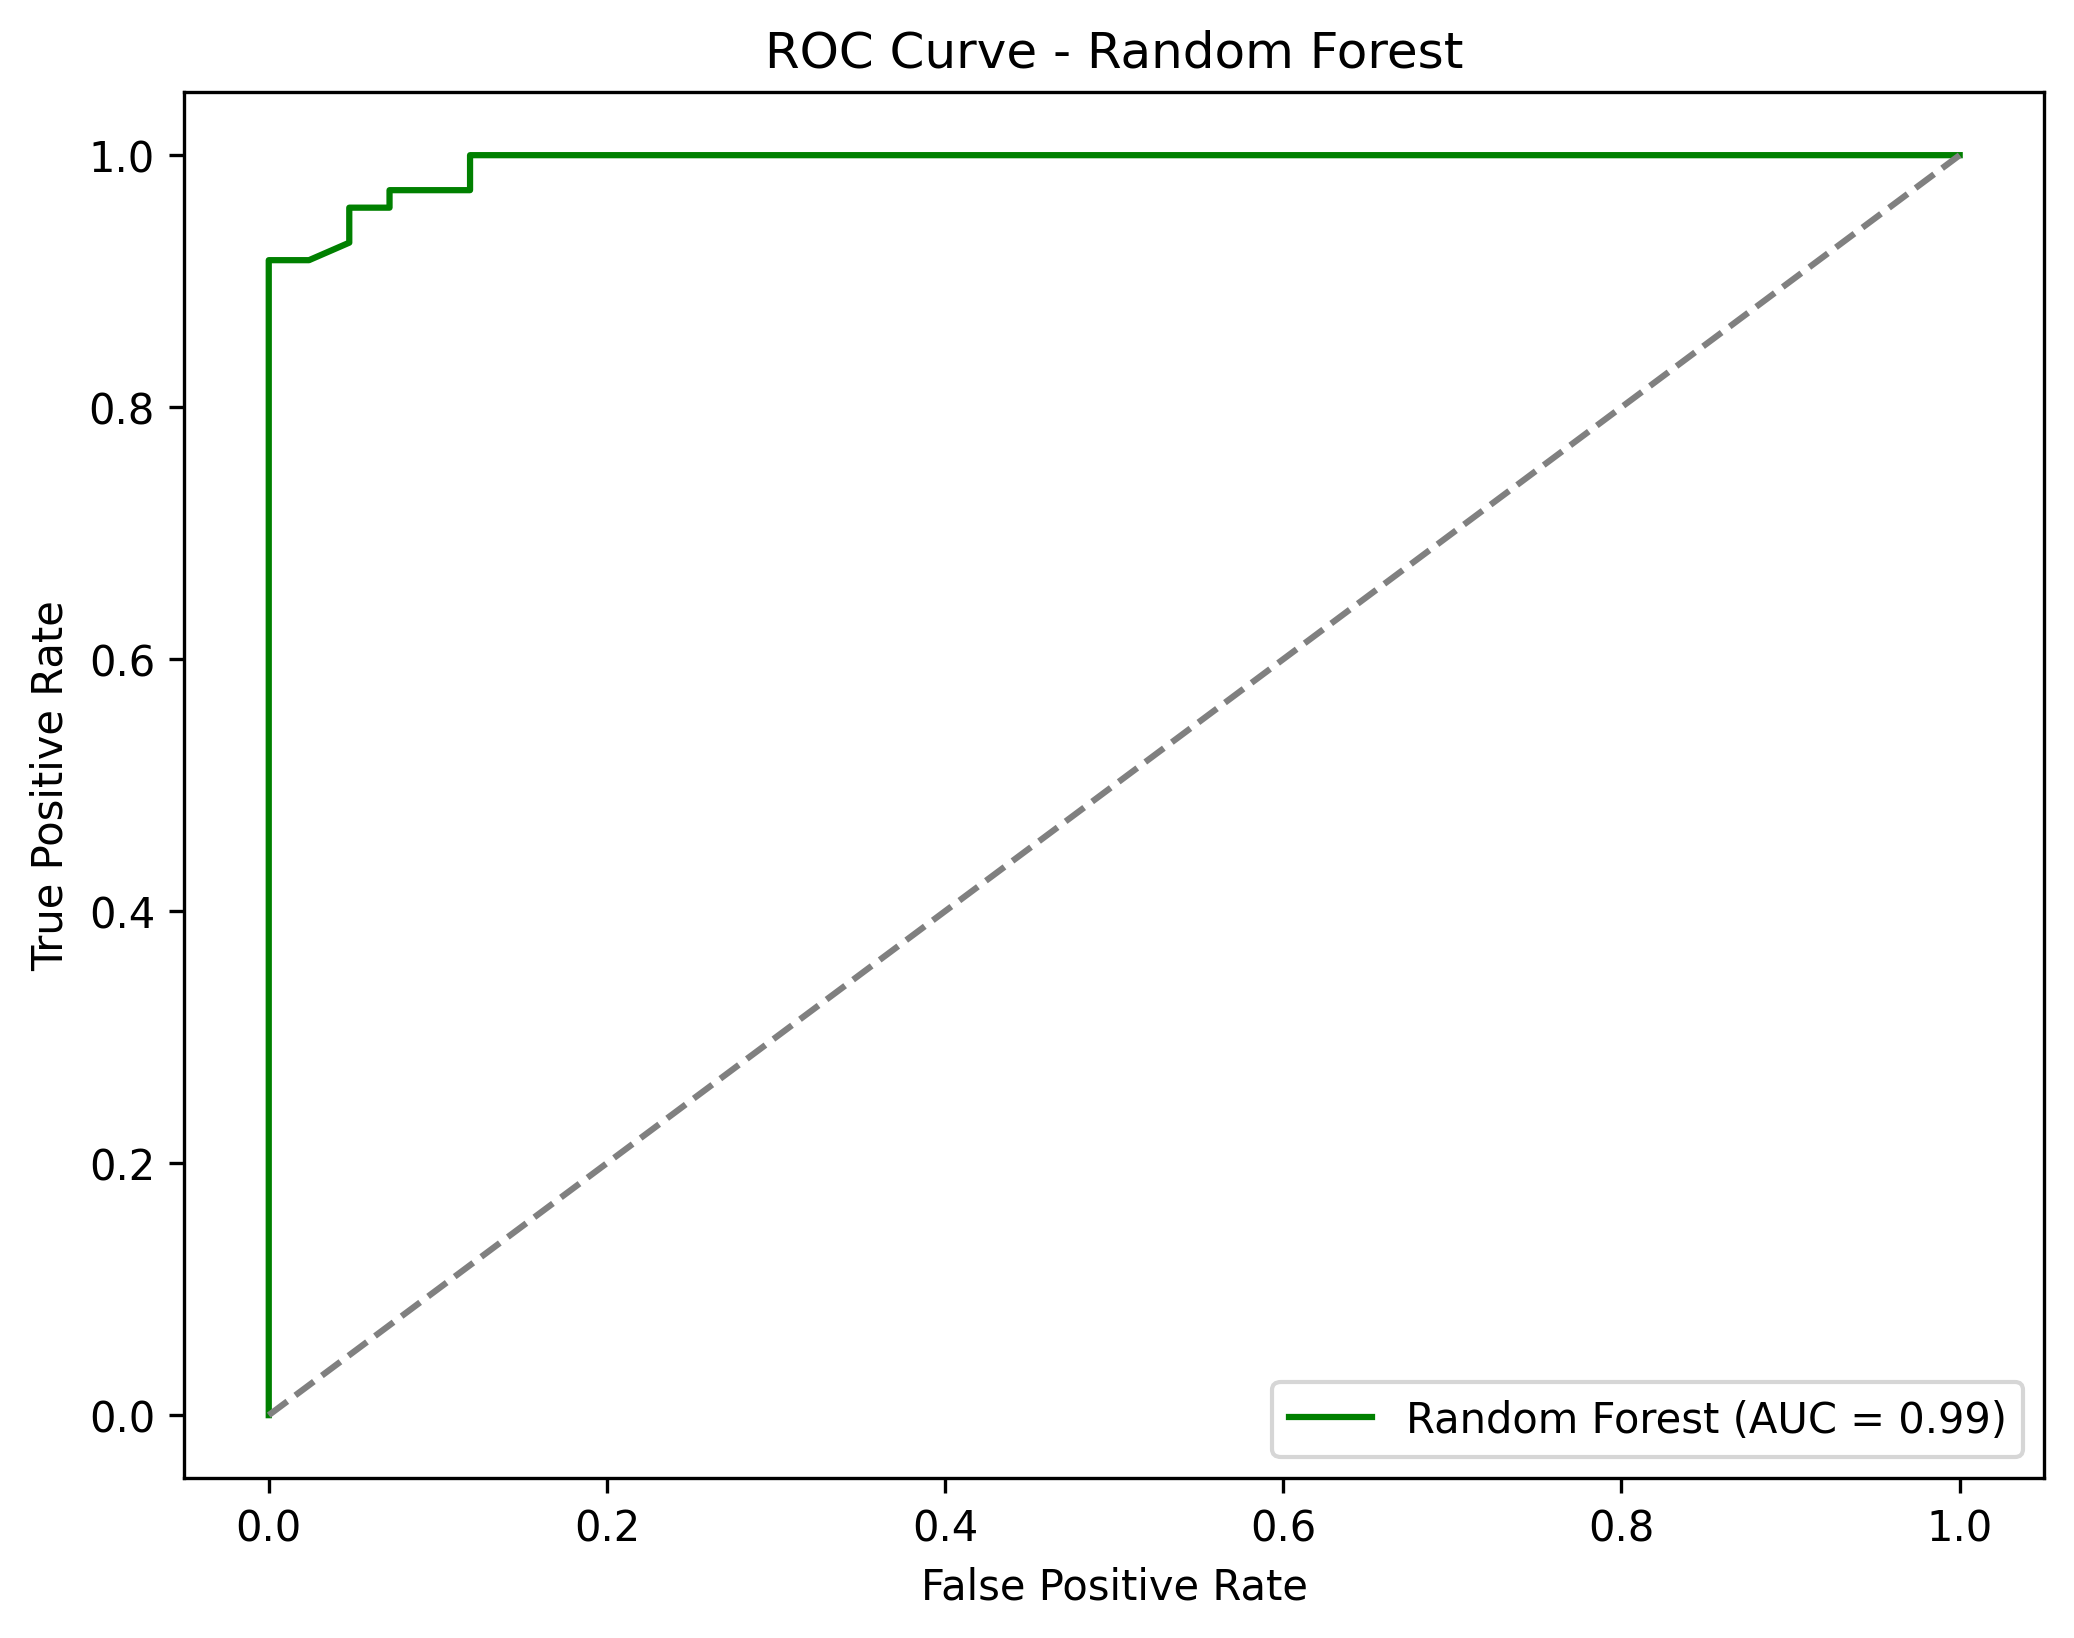 ROC Curve - Random Forest
True Positive Rate
1.0
0.8
0.6
0.4
0.2
0.0
Random Forest (AUC = 0.99)
0.0 0.2 0.4 0.6 0.8 1.0
False Positive Rate